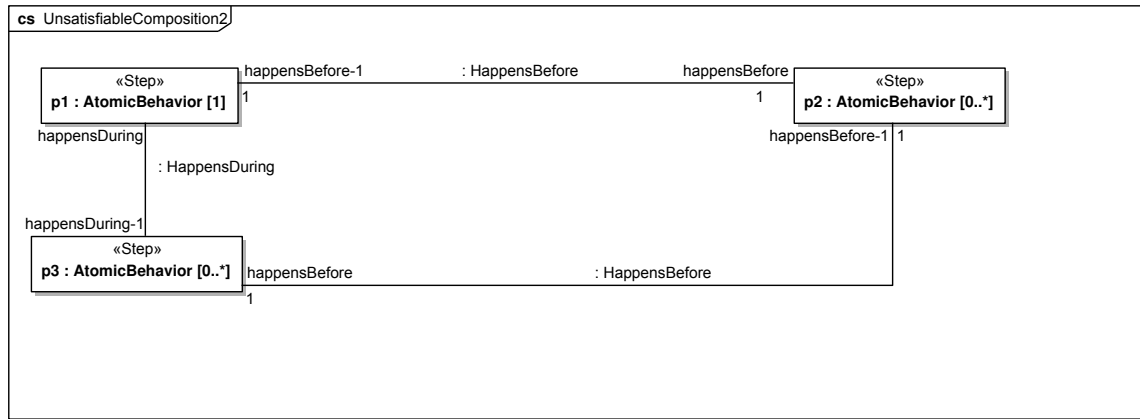 cs UnsatisfiableComposition2
happensBefore-1 : HappensBefore happensBefore
«Step»
p1 : AtomicBehavior [1]
1
1
«Step»
p2 : AtomicBehavior [0..*]
happensDuring
happensBefore-1 1
: HappensDuring
happensDuring-1
«Step»
p3 : AtomicBehavior [0..*]
happensBefore : HappensBefore
1